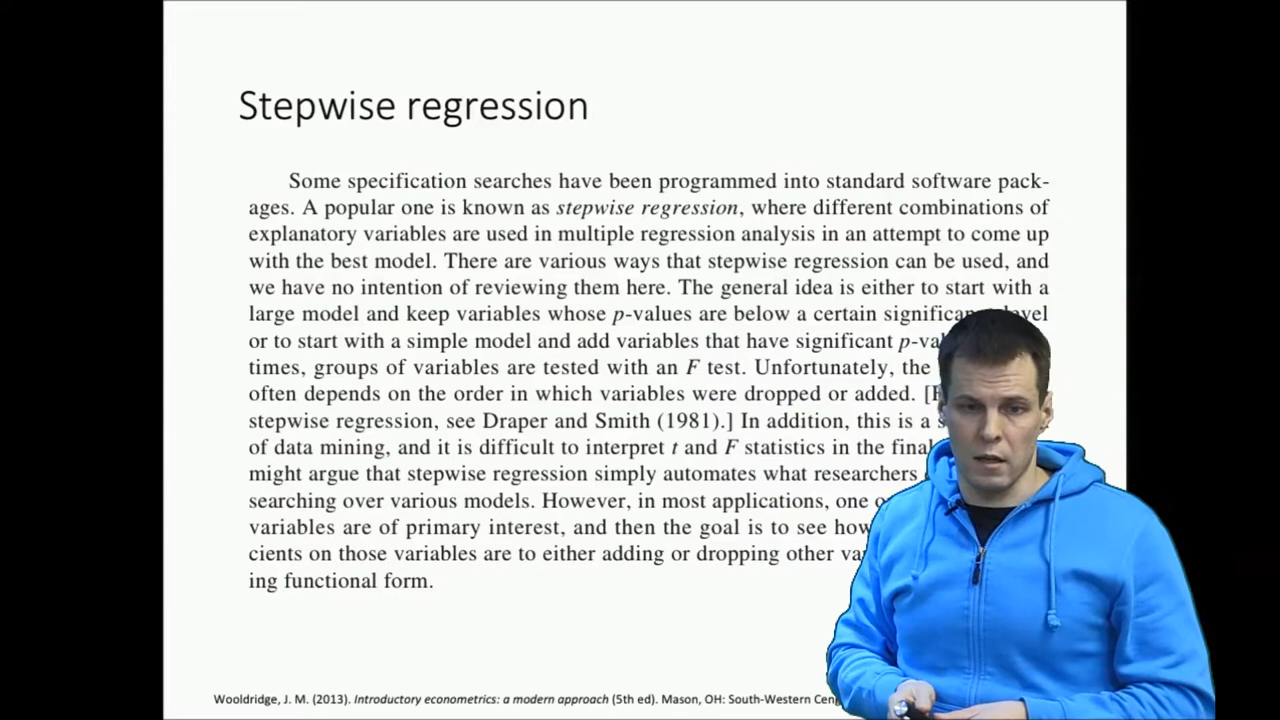 Stepwise regression
Some specification searches have been programmed into standard software pack-
ages. A popular one is known as stepwise regression, where different combinations of
explanatory variables are used in multiple regression analysis in an attempt to come up
with the best model. There are various ways that stepwise regression can be used, and
we have no intention of reviewing them here. The general idea is either to start with a
large model and keep variables whose p-values are below a certain significance level
or to start with a simple model and add variables that have significant
times, groups of variables are tested with an F test. Unfortunately, the
often depends on the order in which variables were dropped or added.
stepwise regression, see Draper and Smith (1981).] In addition, this is a
of data mining, and it is difficult to interpret t and F statistics in the final
might argue that stepwise regression simply automates what researchers
searching over various models. However, in most applications, one
variables are of primary interest, and then the goal is to see how
cients on those variables are to either adding or dropping other
ing functional form.
Wooldridge, J. M. (2013). Introductory econometrics: a modern approach (5th ed). Mason, OH: South-Western